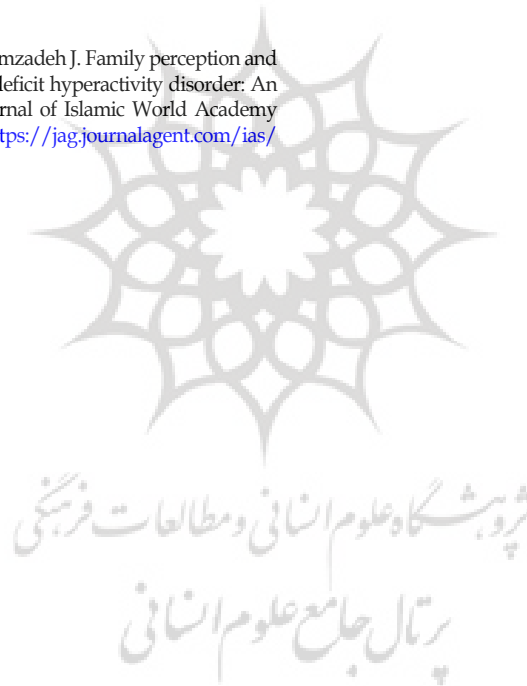 mzadeh J. Family perception and
deficit hyperactivity disorder: An
rnal of Islamic World Academy
tps://jag.journalagent.com/ias/
پژوهشگاه علوم انسانی و مطالعات فرهنگی
پرتال جامع علوم انسانی